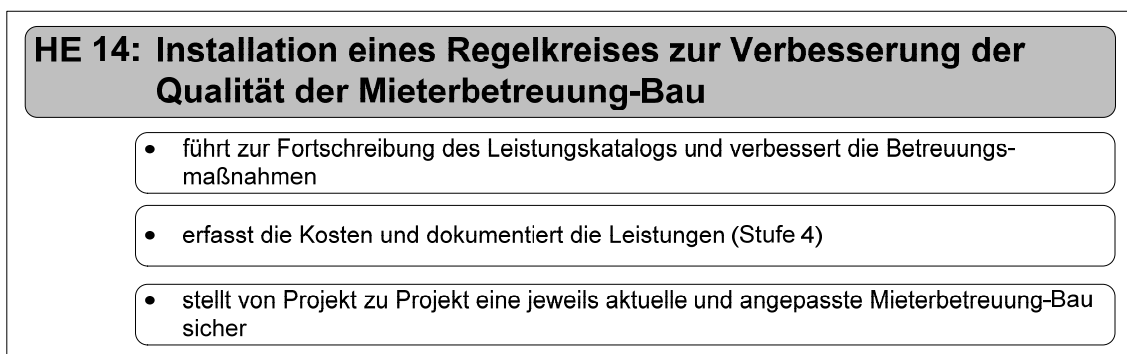 HE 14: Installation eines Regelkreises zur Verbesserung der
Qualität der Mieterbetreuung-Bau
• führt zur Fortschreibung des Leistungskatalogs und verbessert die Betreuungs-
maßnahmen
• erfasst die Kosten und dokumentiert die Leistungen (Stufe 4)
• stellt von Projekt zu Projekt eine jeweils aktuelle und angepasste Mieterbetreuung-Bau
sicher